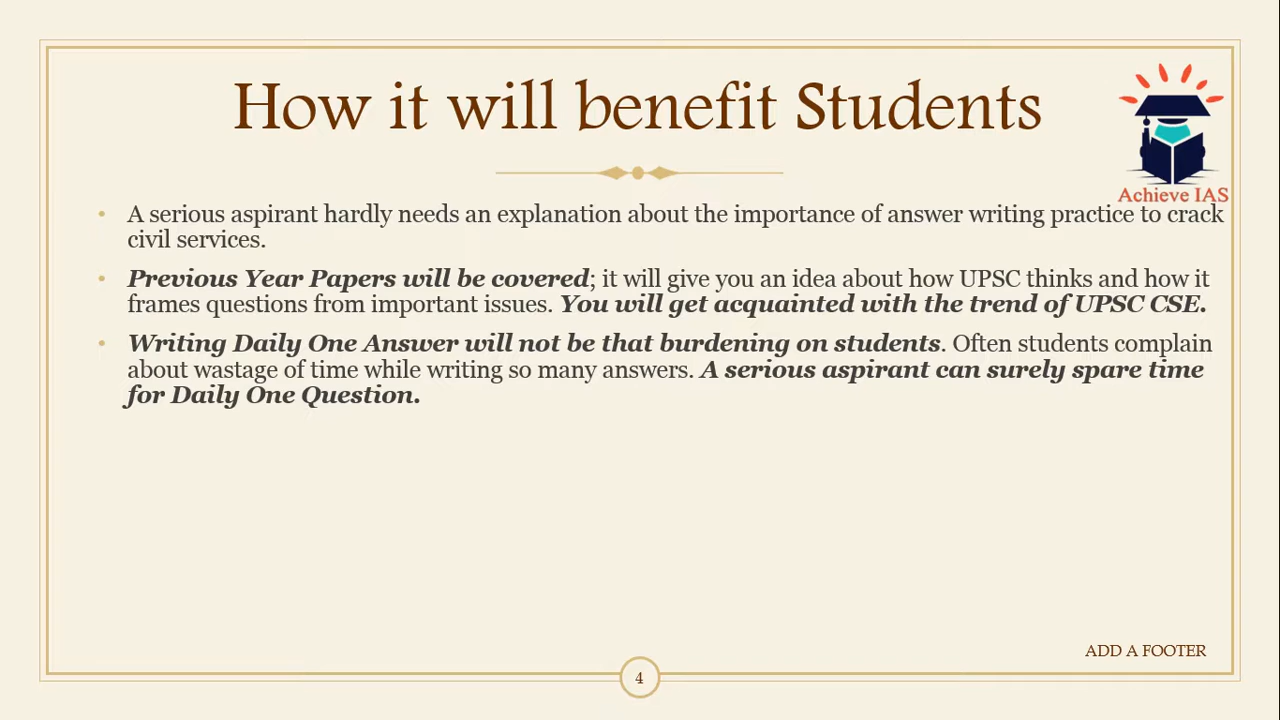 How it will benefit Students
Achieve IAS
• A serious aspirant hardly needs an explanation about the importance of answer writing practice to crack
civil services.
• Previous Year Papers will be covered; it will give you an idea about how UPSC thinks and how it
frames questions from important issues. You will get acquainted with the trend of UPSC CSE.
• Writing Daily One Answer will not be that burdening on students. Often students complain
about wastage of time while writing so many answers. A serious aspirant can surely spare time
for Daily One Question.
ADD A FOOTER
4